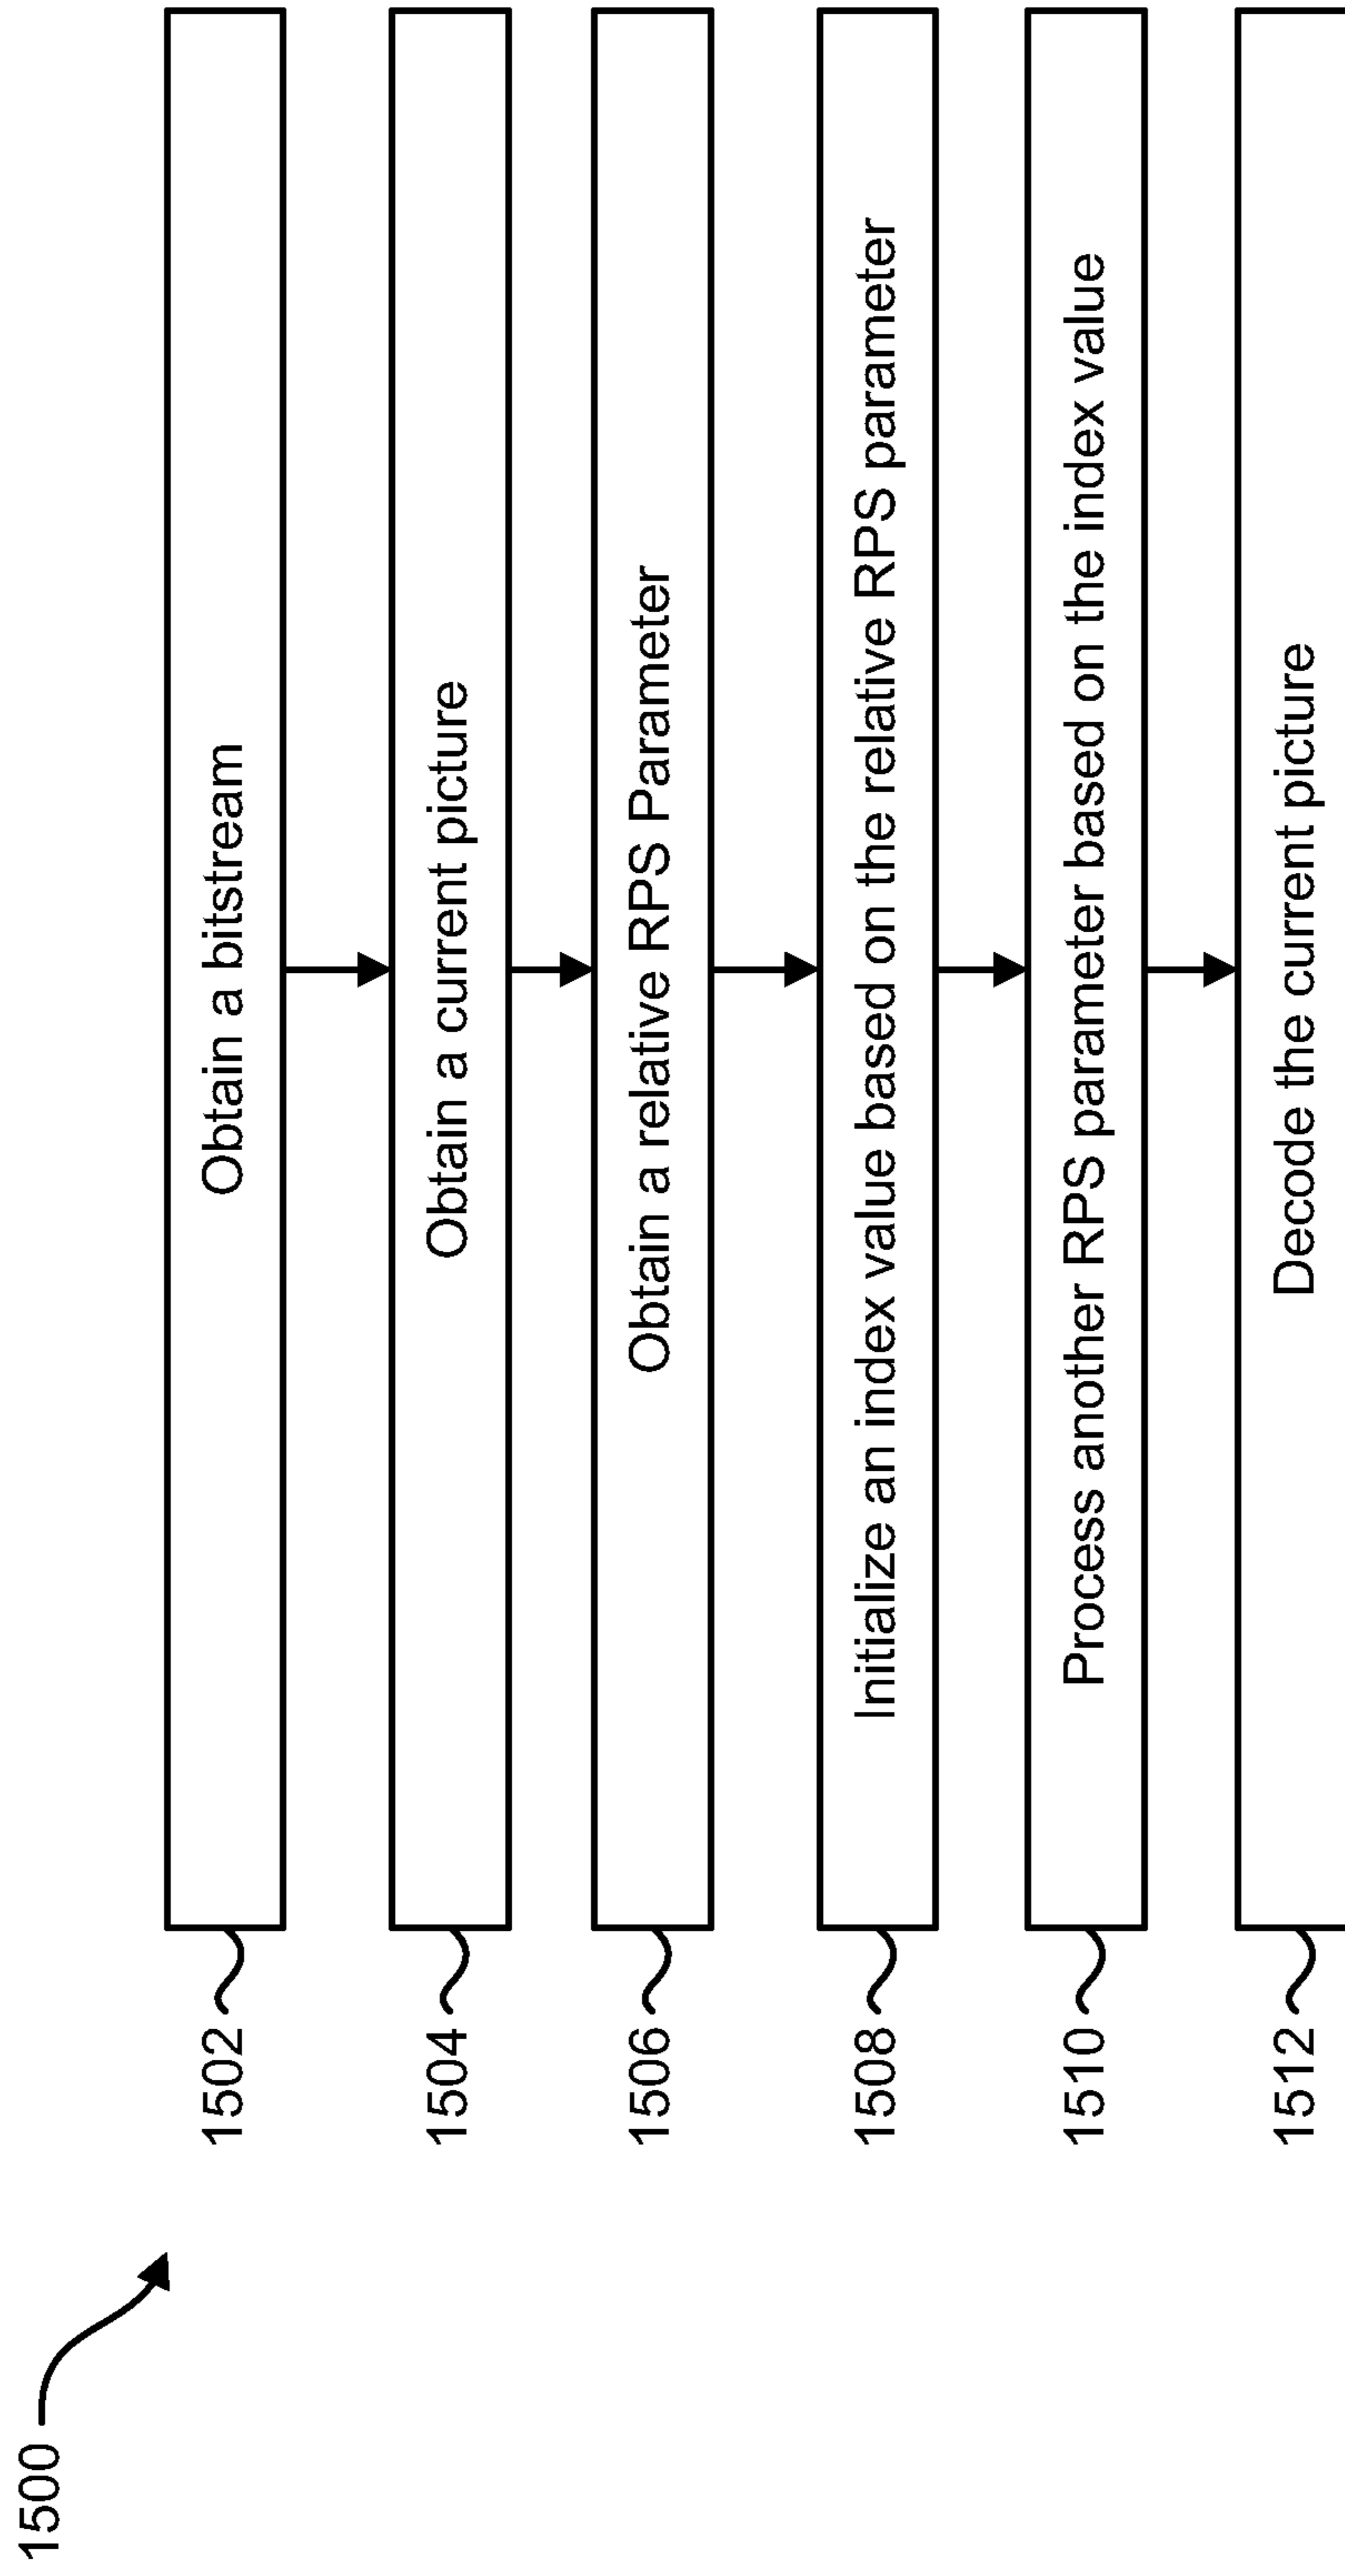 1500
1502
Obtain a bitstream
1504
Obtain a current picture
1506
Obtain a relative RPS Parameter
1508
Initialize an index value based on the relative RPS parameter
1510
Process another RPS parameter based on the index value
1512
Decode the current picture